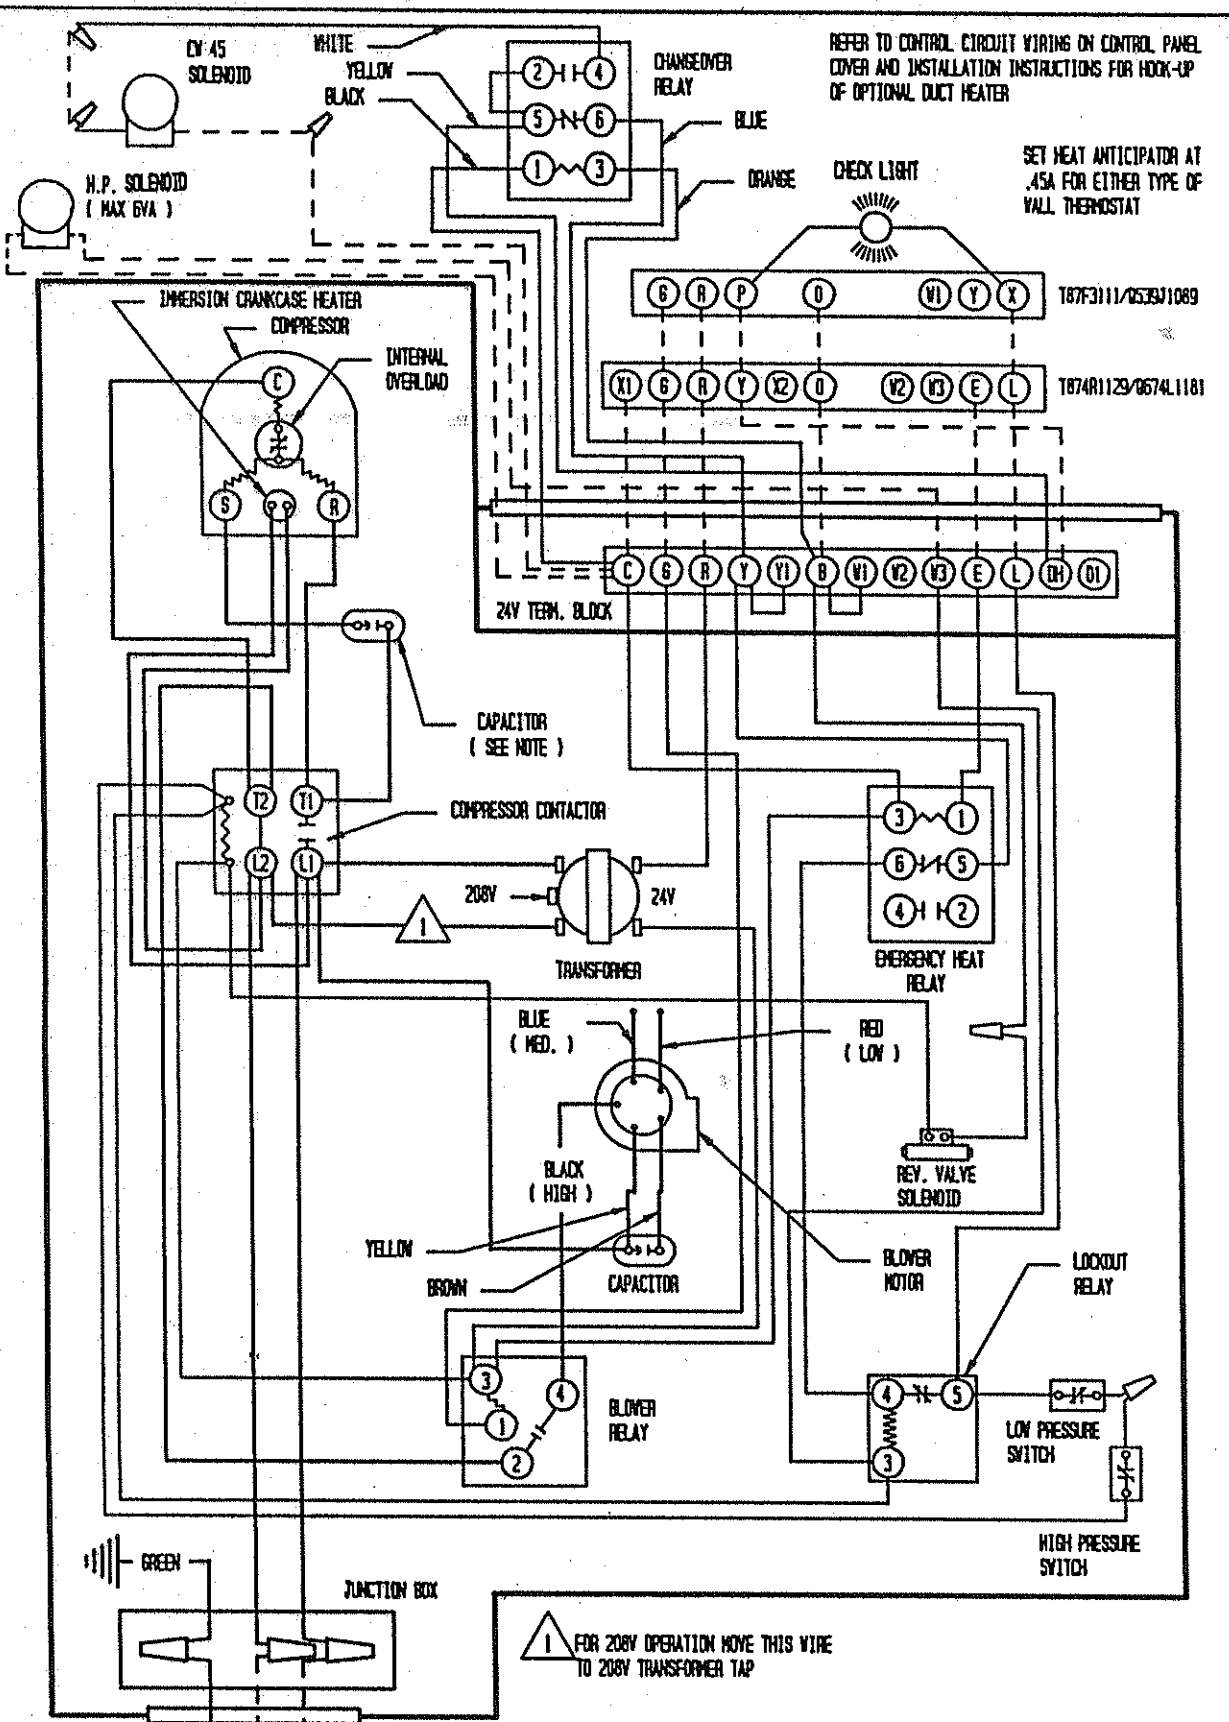 CV 45
SOLENOID
WHITE
YELLOW
BLACK
2
4
5
6
1
3
CHANGEOVER
RELAY
BLUE
ORANGE
REFER TO CONTROL CIRCUIT WIRING ON CONTROL PANEL
COVER AND INSTALLATION INSTRUCTIONS FOR HOOK-UP
OF OPTIONAL DUCT HEATER
SET HEAT ANTICIPATOR AT
.45A FOR EITHER TYPE OF
WALL THERMOSTAT
CHECK LIGHT
H.P. SOLENOID
( MAX 6VA )
G R P O W1 Y X
T87F3111/Q539J1089
IMMERSION CRANKCASE HEATER
COMPRESSOR
INTERNAL
OVERLOAD
C
S
R
X1 G R Y X2 O W2 W3 E L
T874R1129/Q674L1181
C G R Y Y1 B W1 W2 W3 E L DH D1
24V TERM. BLOCK
CAPACITOR
( SEE NOTE )
T2 T1
L2 L1
COMPRESSOR CONTACTOR
208V
24V
1
TRANSFORMER
3 1
6 5
4 2
EMERGENCY HEAT
RELAY
BLUE
( MED. )
RED
( LOW )
BLACK
( HIGH )
REV. VALVE
SOLENOID
YELLOW
BROWN
CAPACITOR
BLOWER
MOTOR
LOCKOUT
RELAY
3
4
1
2
BLOWER
RELAY
4 5
3
LOW PRESSURE
SWITCH
HIGH PRESSURE
SWITCH
GREEN
JUNCTION BOX
1 FOR 208V OPERATION MOVE THIS WIRE
TO 208V TRANSFORMER TAP